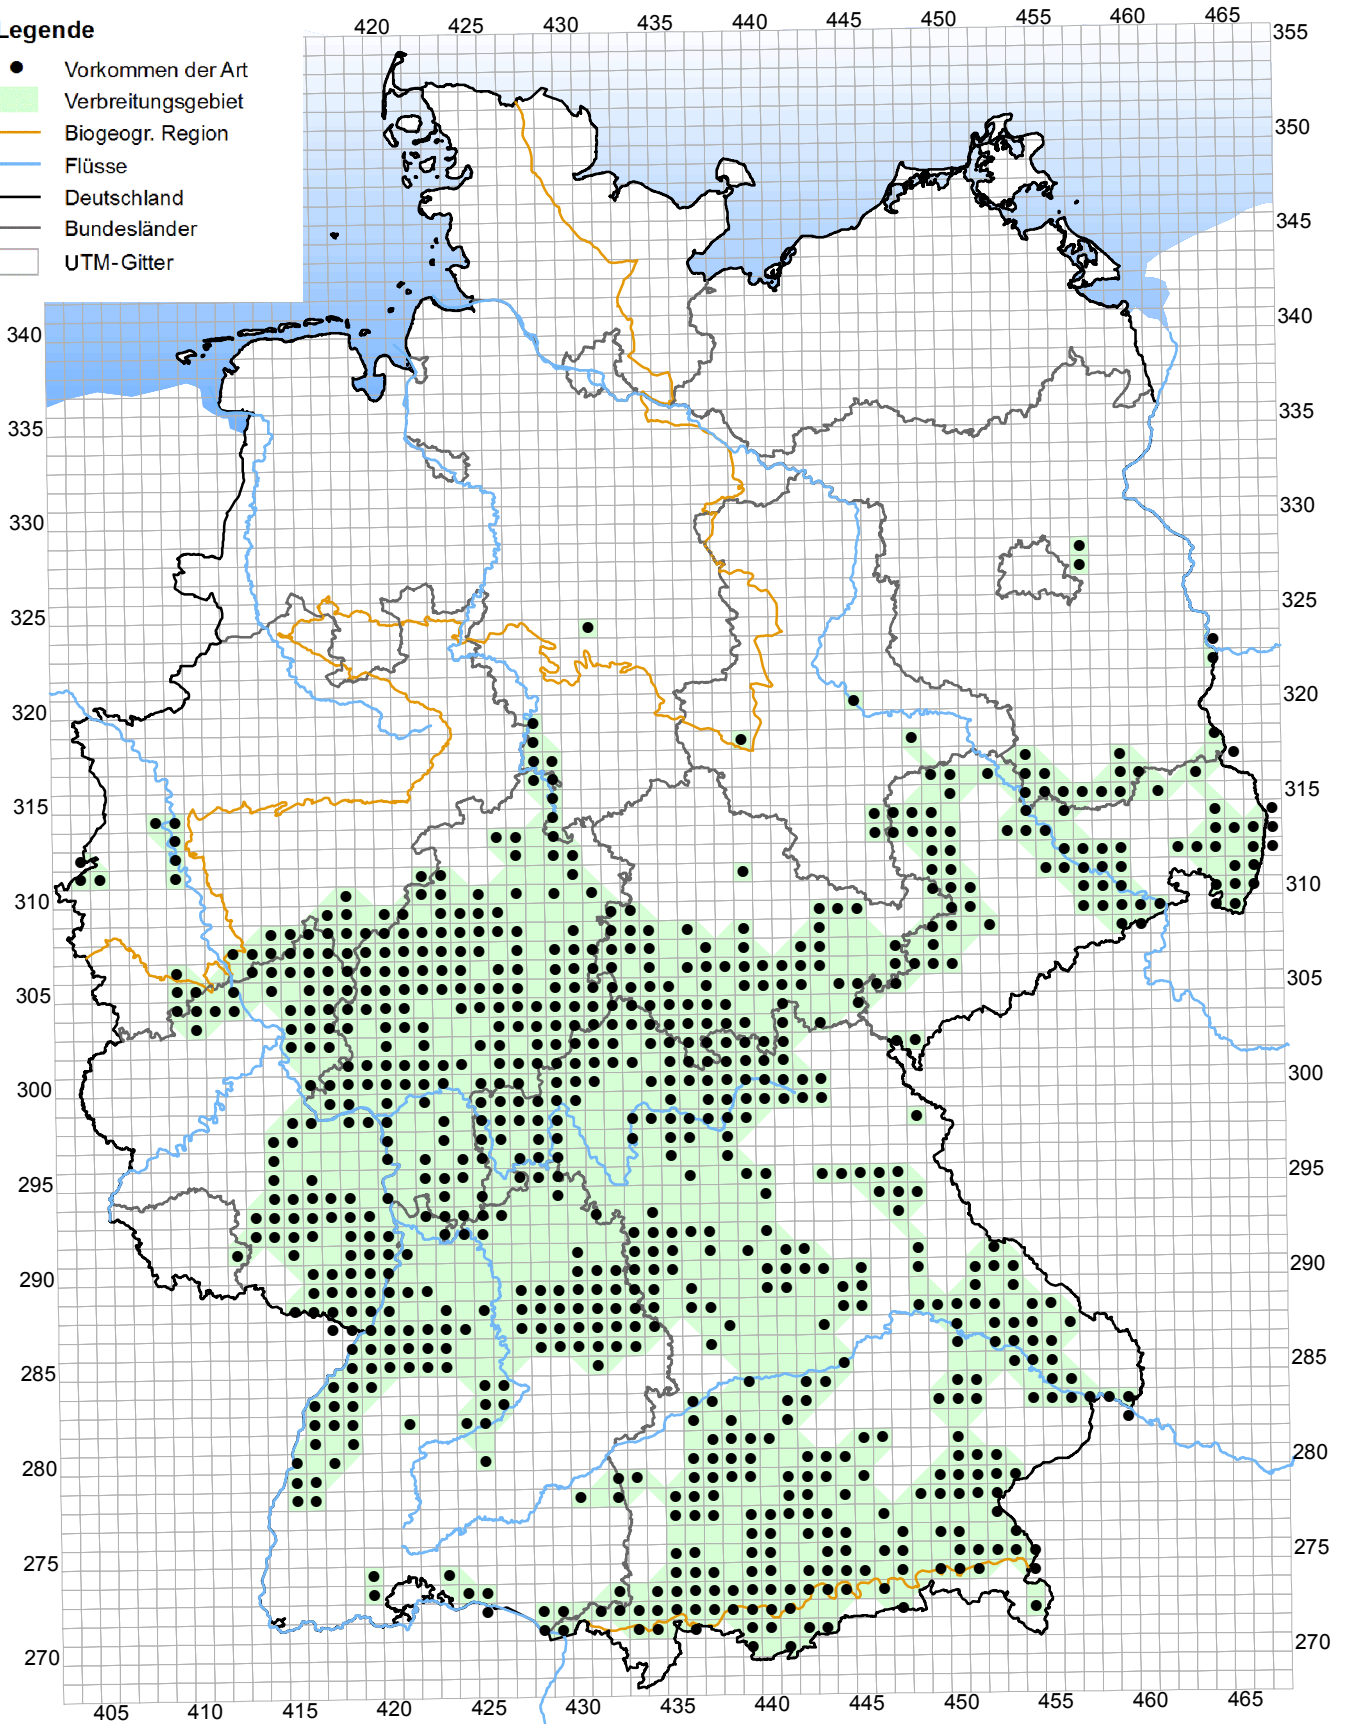 Legende
Vorkommen der Art
Verbreitungsgebiet
Biogeogr. Region
Flüsse
Deutschland
Bundesländer
UTM-Gitter
420 425 430 435 440 445 450 455 460 465
355
350
345
340 340
335 335
330 330
325 325
320 320
315 315
310 310
305 305
300 300
295 295
290 290
285 285
280 280
275 275
270 270
405 410 415 420 425 430 435 440 445 450 455 460 465